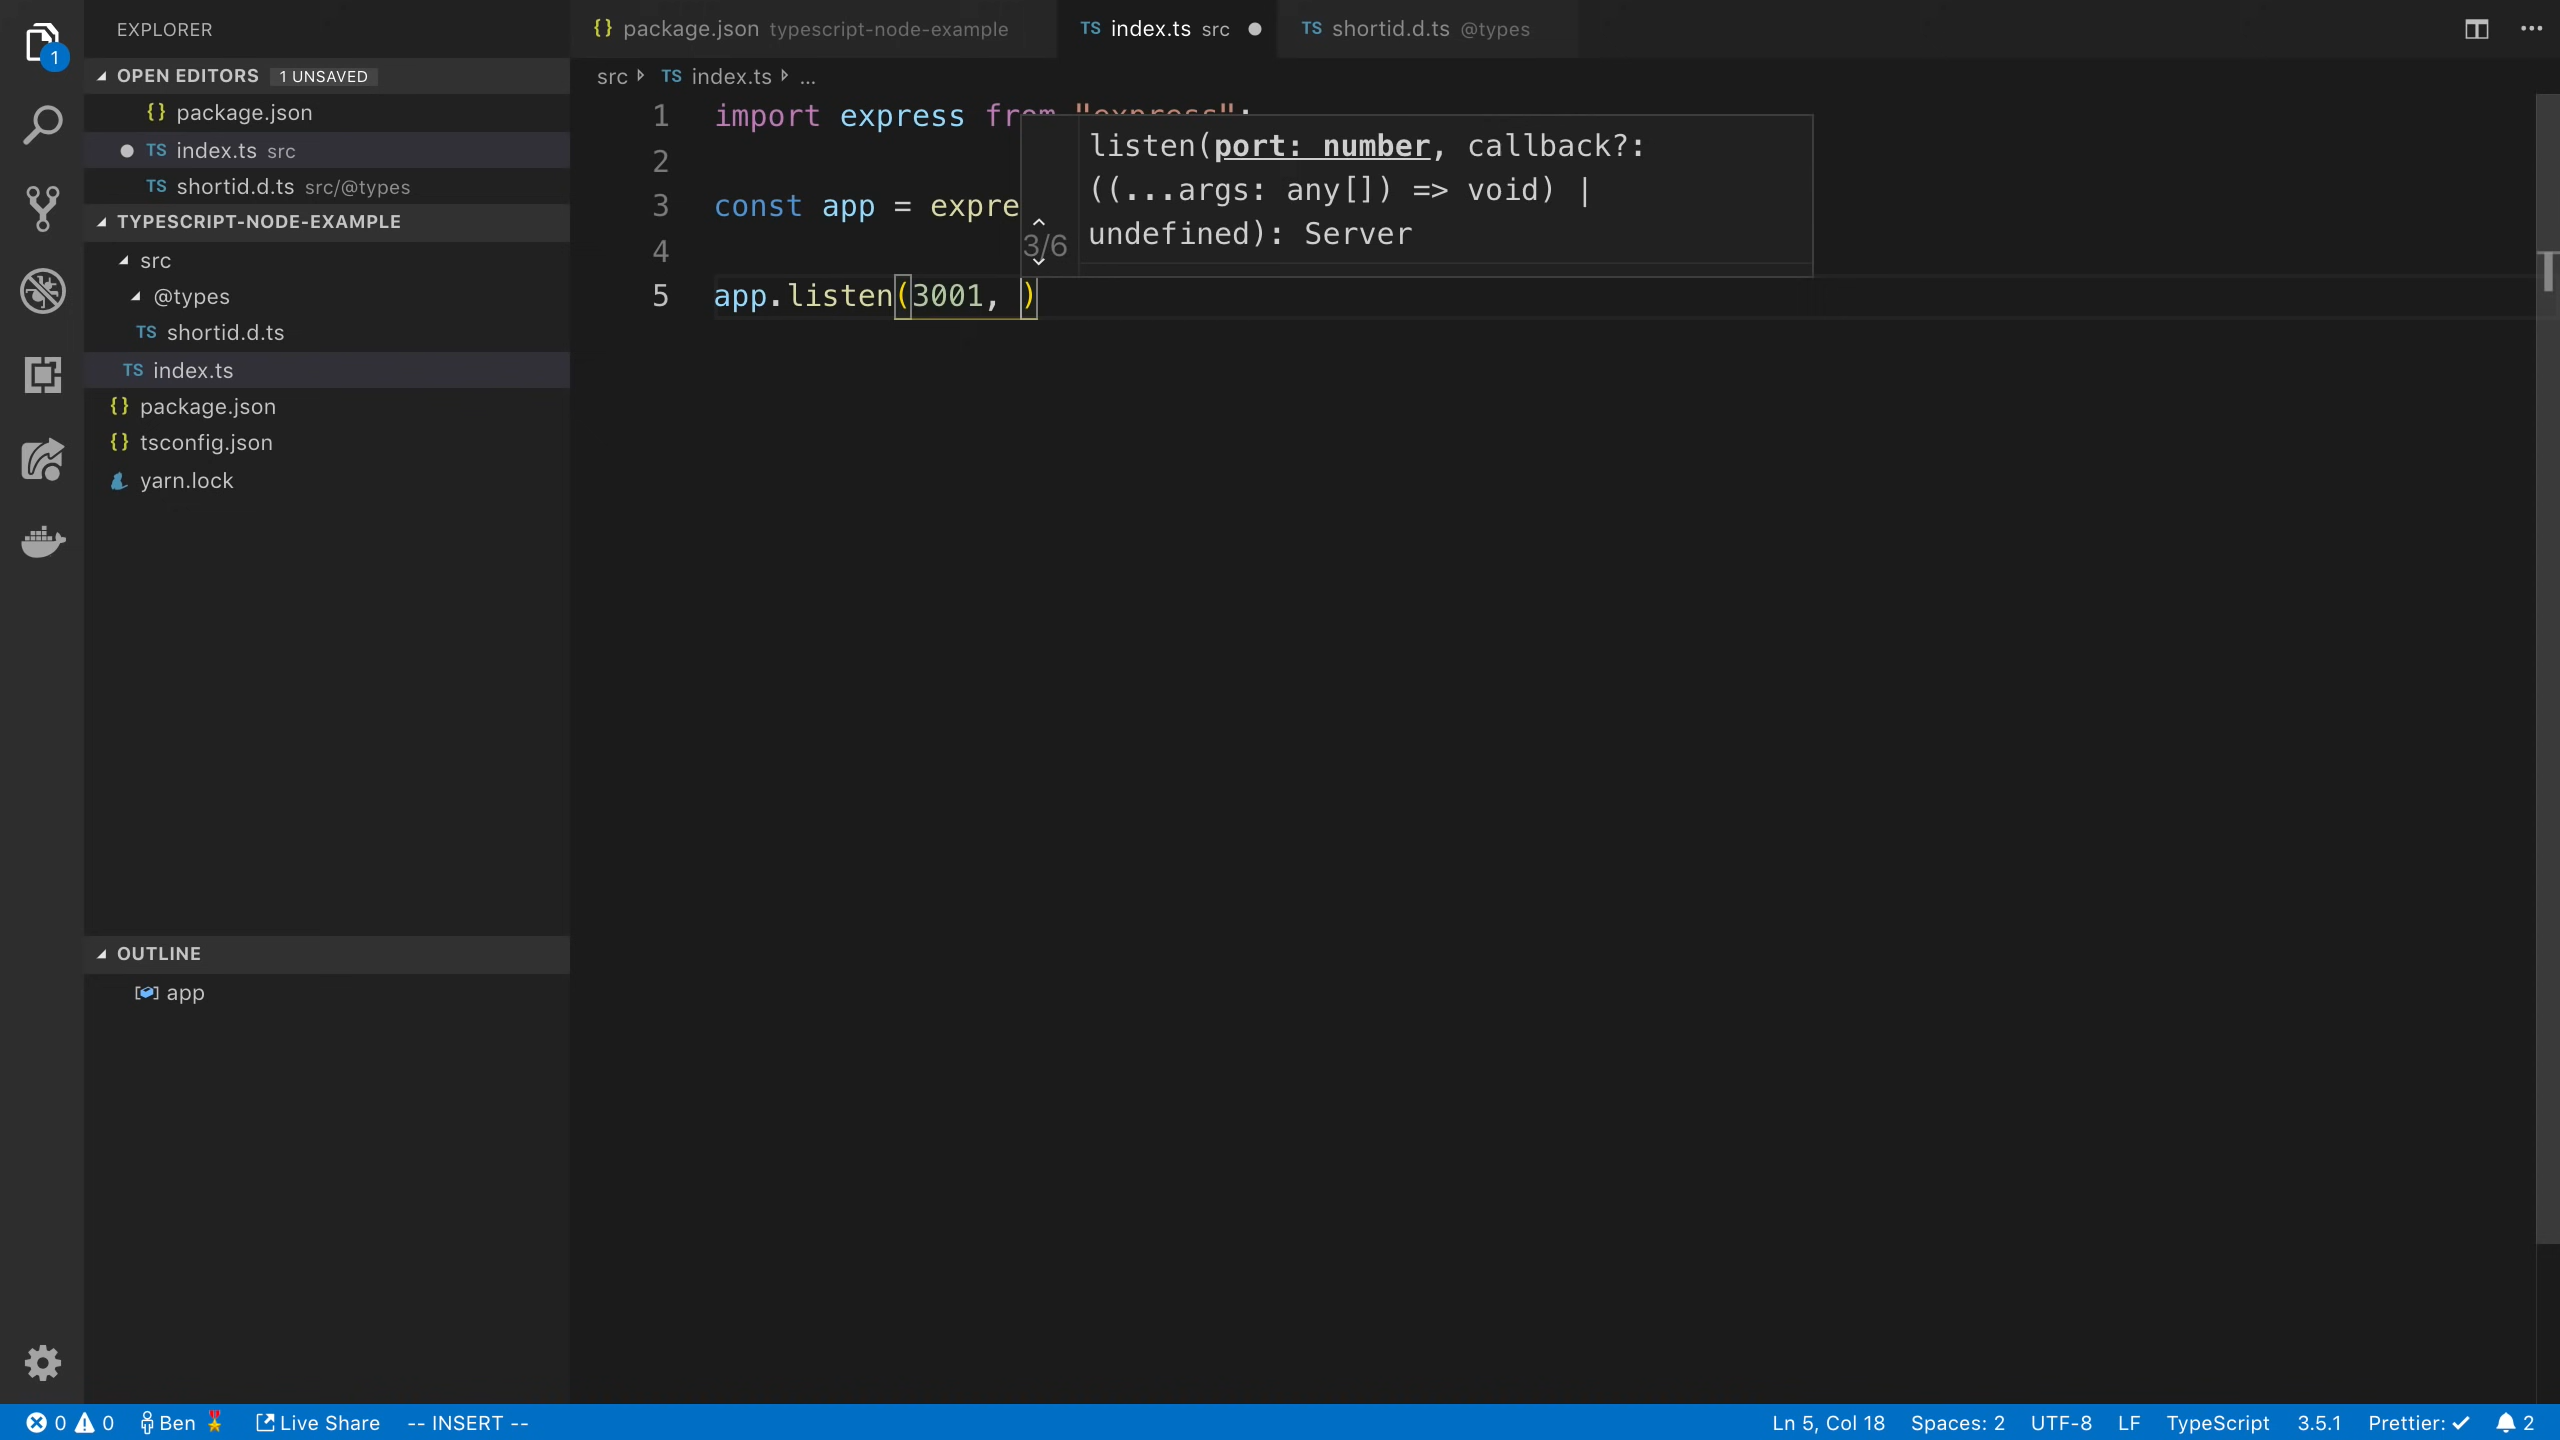 EXPLORER
OPEN EDITORS 1 UNSAVED
{} package.json
TS index.ts src
TS shortid.d.ts src/@types
TYPESCRIPT-NODE-EXAMPLE
src
@types
TS shortid.d.ts
TS index.ts
{} package.json
{} tsconfig.json
yarn.lock
OUTLINE
app
1
{} package.json typescript-node-example
TS index.ts src
TS shortid.d.ts @types
src TS index.ts ...
1 import express from "express";
2
3 const app = expre
4
5 app.listen(3001, )
listen(port: number, callback?:
((...args: any[]) => void) |
undefined): Server
3/6
0 0 Ben Live Share -- INSERT -- Ln 5, Col 18 Spaces: 2 UTF-8 LF TypeScript 3.5.1 Prettier: ✓ 2